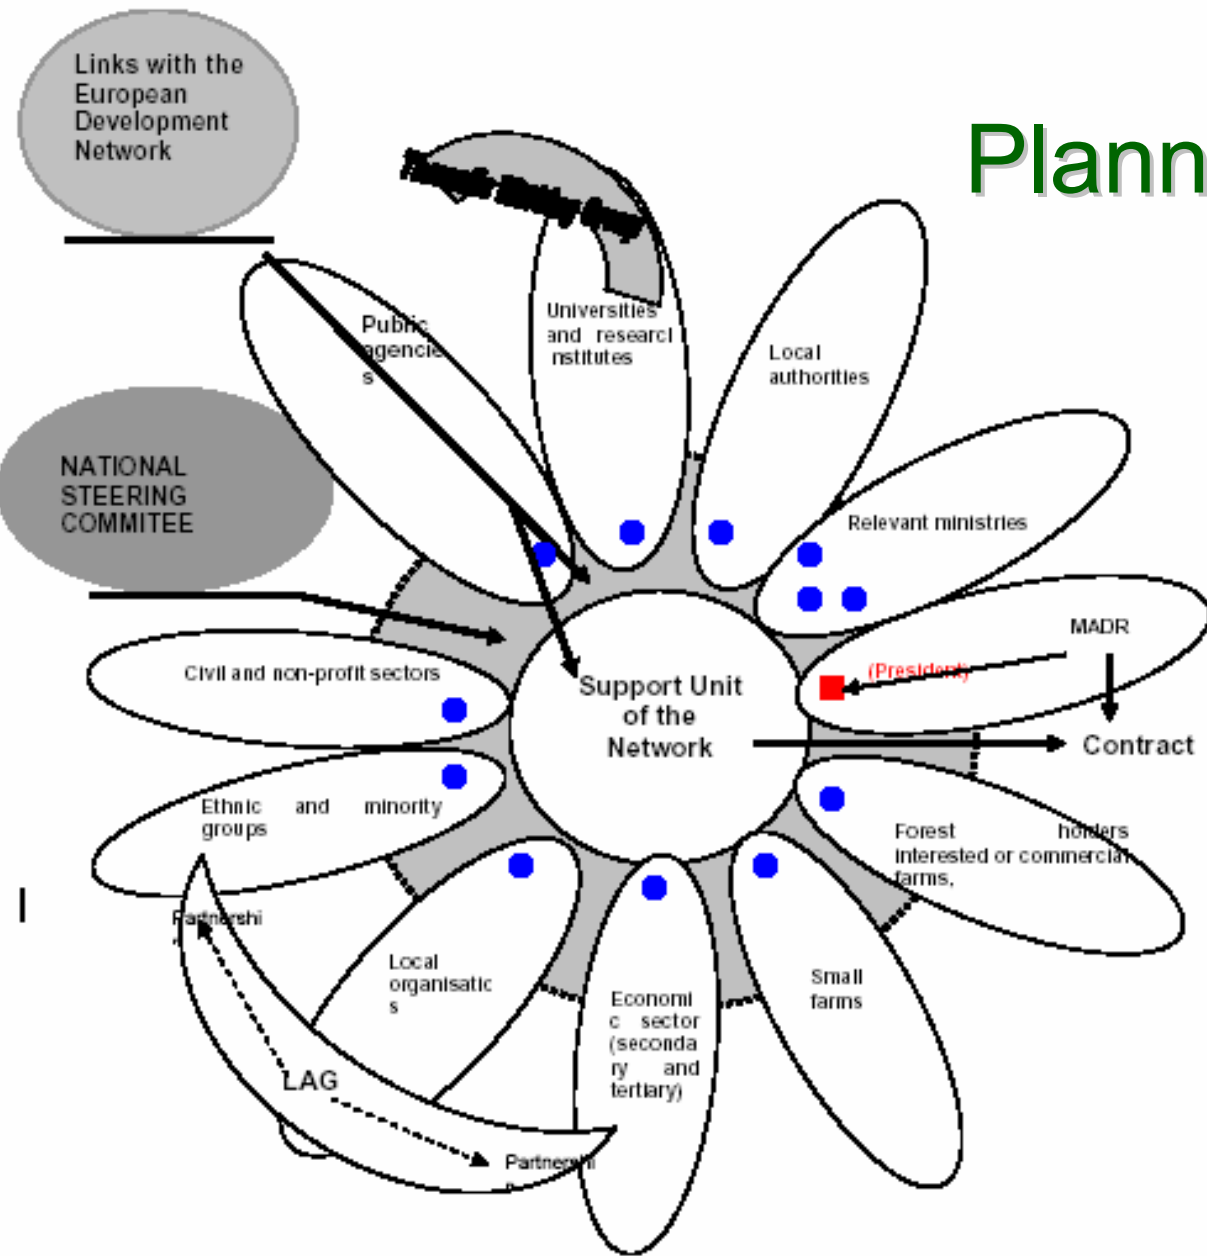 Links with the
European
Development
Network
Plann
Public
agencie
s
Universities
and researcl
nstitutes
Local
authorities
NATIONAL
STEERING
COMMITEE
Relevant ministries
MADR
(President)
Civil and non-profit sectors
Support Unit
of the
Network
Contract
Ethnic and minority
groups
Forest holders
interested or commercial
farms,
Partnershi
Local
organisatic
s
Economi
c sector
(seconda
ry and
tertiary)
Small
farms
LAG
Partnershi